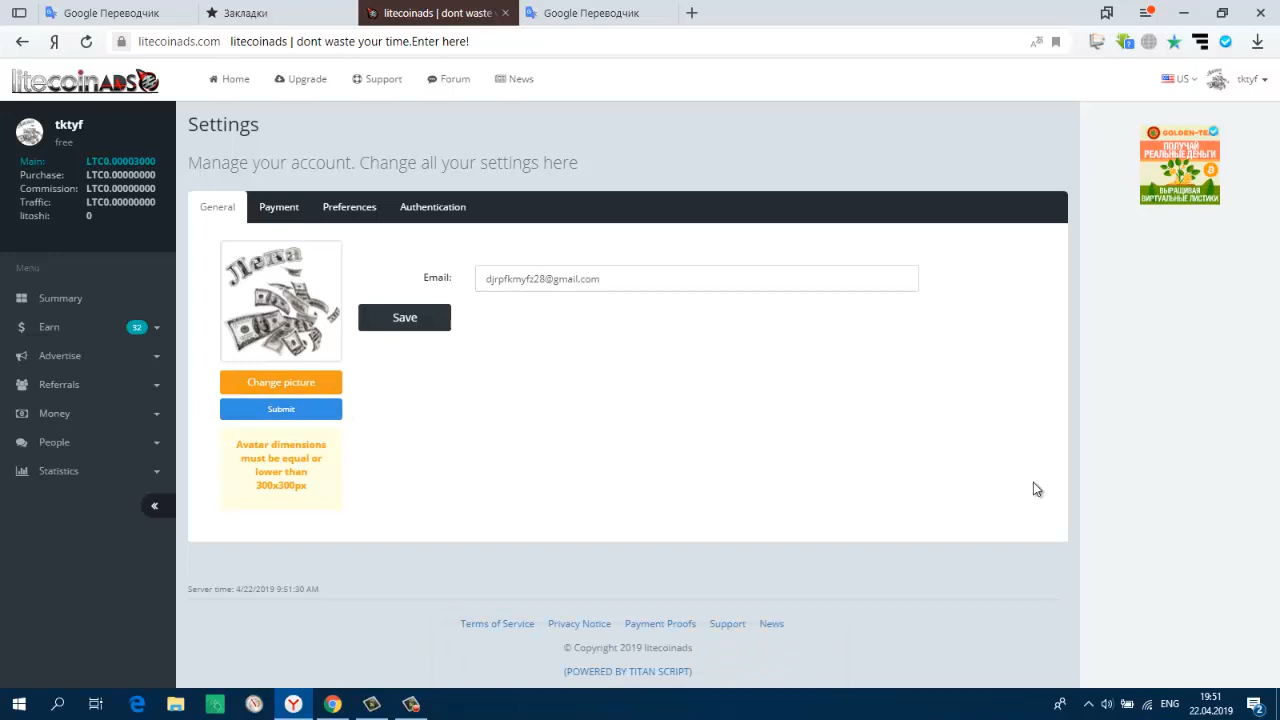 Google Переводчик
Закладки
litecoinads | dont waste
Google Переводчик
litecoinads.com litecoinads | dont waste your time.Enter here!
litecoinADS
Home
Upgrade
Support
Forum
News
US
tktyf
tktyf
free
Main: LTC0.00003000
Purchase: LTC0.00000000
Commission: LTC0.00000000
Traffic: LTC0.00000000
litoshi: 0
Menu
Summary
Earn 32
Advertise
Referrals
Money
People
Statistics
Settings
Manage your account. Change all your settings here
General
Payment
Preferences
Authentication
Лена
Change picture
Submit
Avatar dimensions
must be equal or
lower than
300x300px
Email: djrpfkmyfz28@gmail.com
Save
ПОЛУЧАЙ
РЕАЛЬНЫЕ ДЕНЬГИ
ВЫРАЩИВАЯ
ВИРТУАЛЬНЫЕ ЛИСТИКИ
Server time: 4/22/2019 9:51:30 AM
Terms of Service
Privacy Notice
Payment Proofs
Support
News
© Copyright 2019 litecoinads
(POWERED BY TITAN SCRIPT)
ENG
19:51
22.04.2019
2